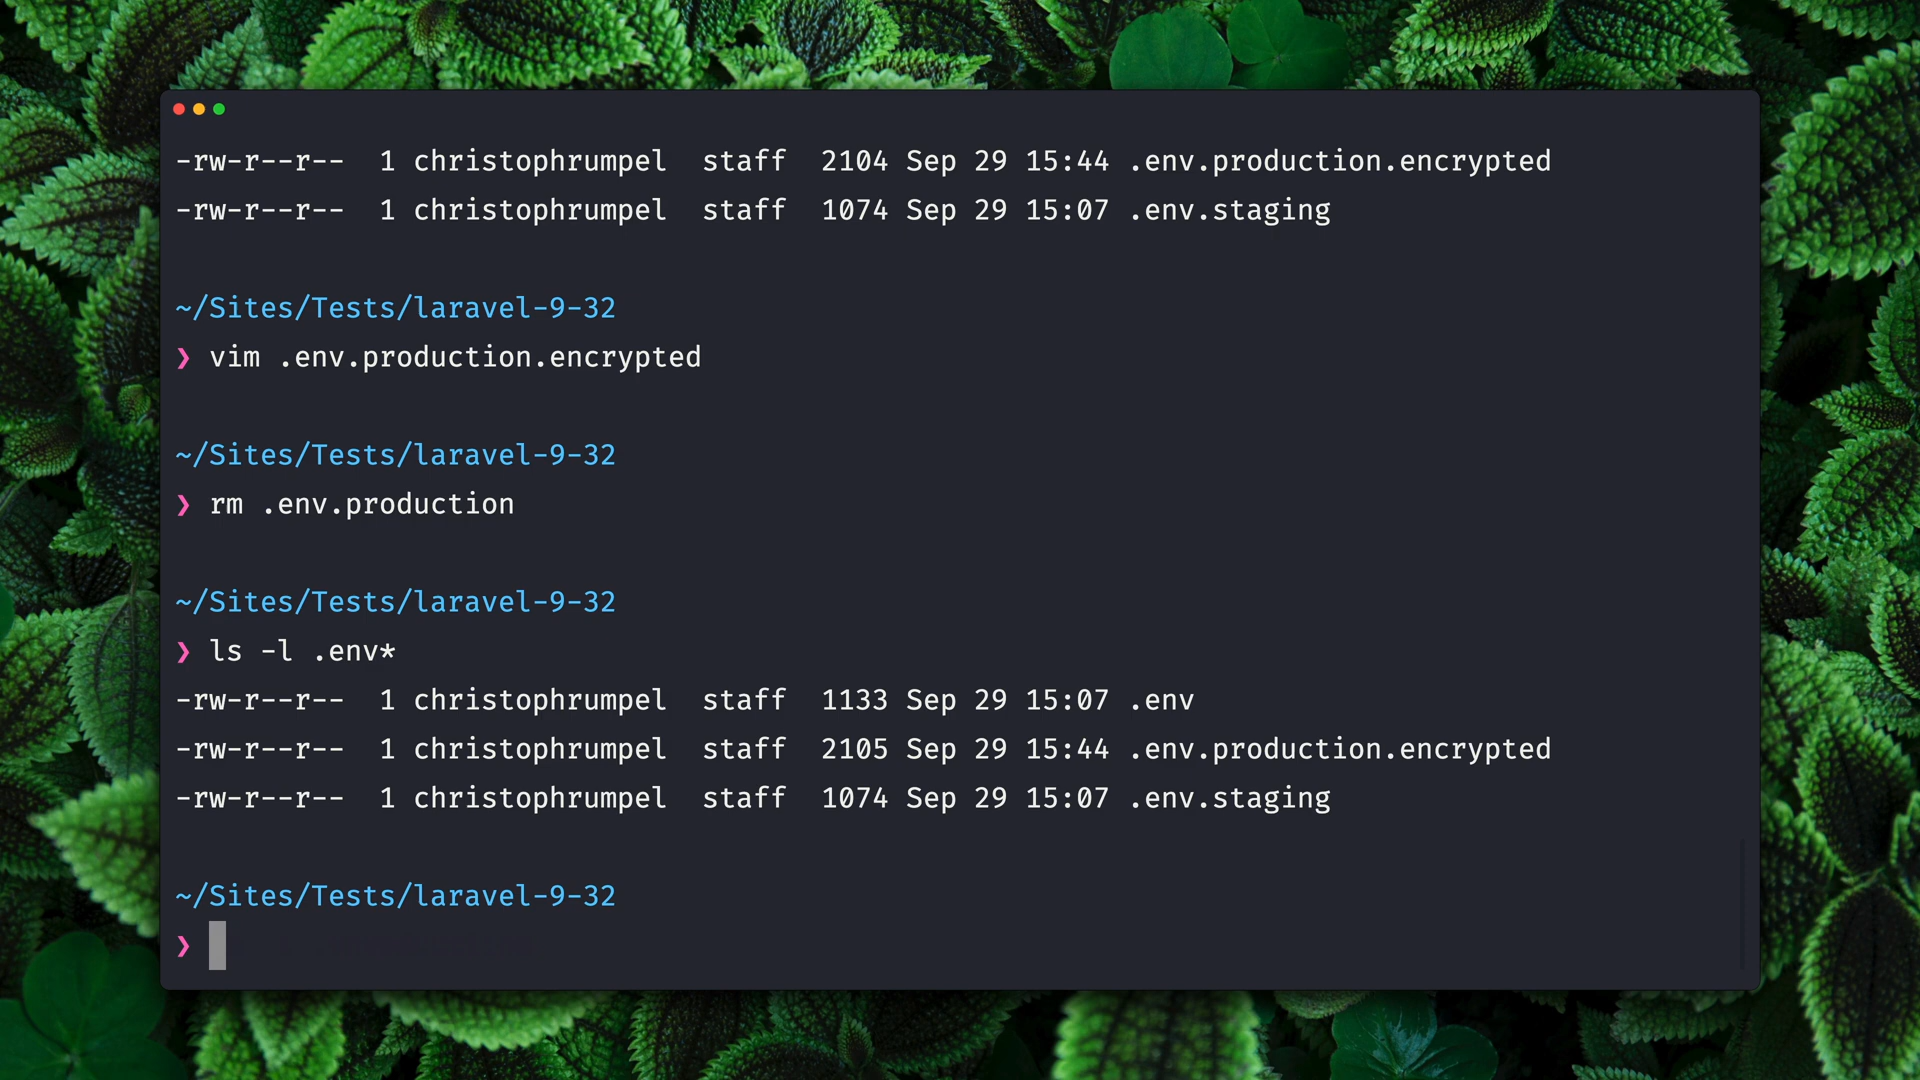 -rw-r--r--  1 christophrumpel  staff  2104 Sep 29 15:44 .env.production.encrypted
-rw-r--r--  1 christophrumpel  staff  1074 Sep 29 15:07 .env.staging
~/Sites/Tests/laravel-9-32
❯ vim .env.production.encrypted
~/Sites/Tests/laravel-9-32
❯ rm .env.production
~/Sites/Tests/laravel-9-32
❯ ls -l .env*
-rw-r--r--  1 christophrumpel  staff  1133 Sep 29 15:07 .env
-rw-r--r--  1 christophrumpel  staff  2105 Sep 29 15:44 .env.production.encrypted
-rw-r--r--  1 christophrumpel  staff  1074 Sep 29 15:07 .env.staging
~/Sites/Tests/laravel-9-32
❯